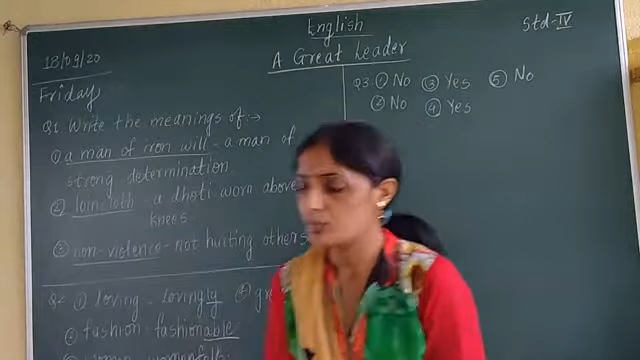 English
Std-IV
18/09/20
A Great Leader
Friday
Q1 Write the meanings of:→
① a man of iron will - a man of
strong determination.
② loincloth - a dhoti worn above
knees.
③ non-violence - not hurting others
Q2 ① loving - lovingly ④
② fashion - fashionable
Q3 ① No ③ Yes ⑤ No
② No ④ Yes